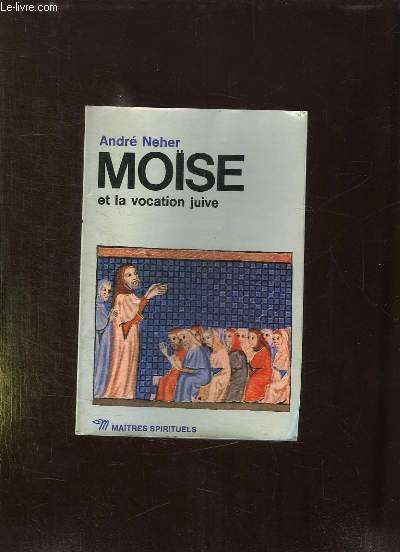 Le-livre.com
André Neher
MOÏSE
et la vocation juive
MAITRES SPIRITUELS